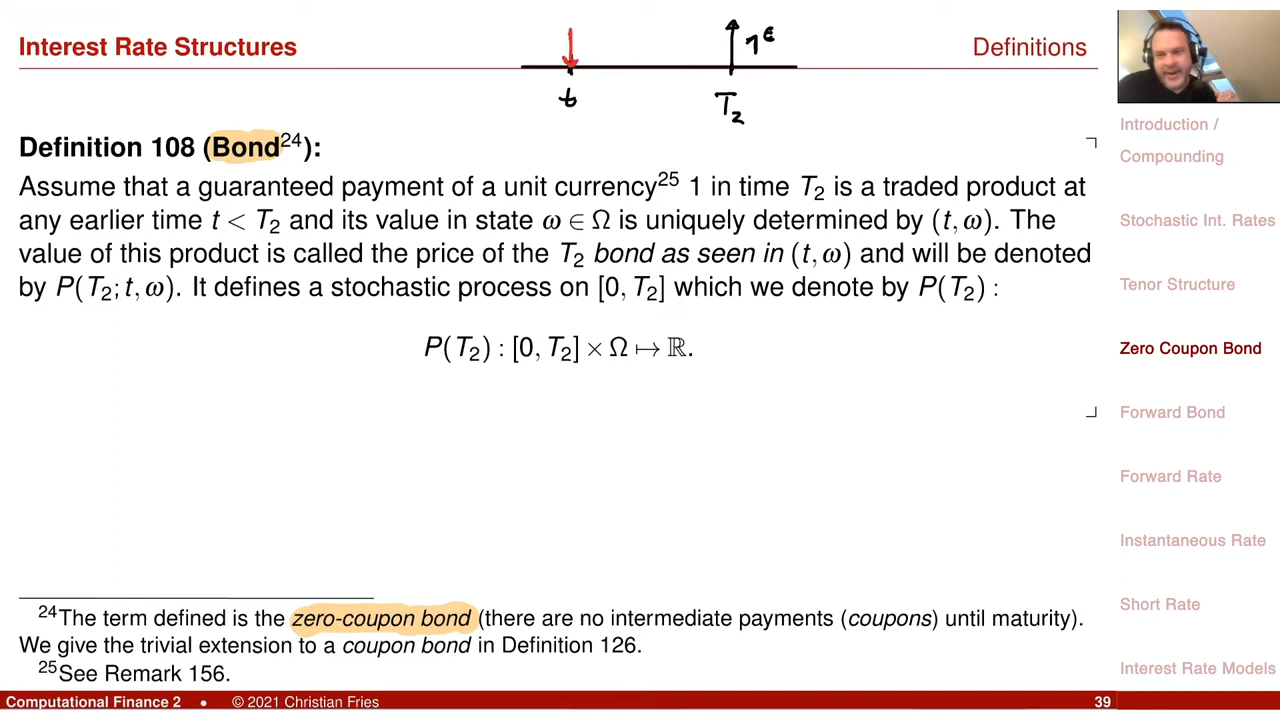 Interest Rate Structures
Definitions
1 €
t
T₂
Definition 108 (Bond²⁴):
Assume that a guaranteed payment of a unit currency²⁵ 1 in time T₂ is a traded product at
any earlier time t < T₂ and its value in state ω ∈ Ω is uniquely determined by (t, ω). The
value of this product is called the price of the T₂ bond as seen in (t, ω) and will be denoted
by P(T₂; t, ω). It defines a stochastic process on [0, T₂] which we denote by P(T₂) :
P(T₂) : [0, T₂] × Ω ↦ ℝ.
²⁴The term defined is the zero-coupon bond (there are no intermediate payments (coupons) until maturity).
We give the trivial extension to a coupon bond in Definition 126.
²⁵See Remark 156.
Introduction /
Compounding
Stochastic Int. Rates
Tenor Structure
Zero Coupon Bond
Forward Bond
Forward Rate
Instantaneous Rate
Short Rate
Interest Rate Models
Computational Finance 2 • © 2021 Christian Fries 39